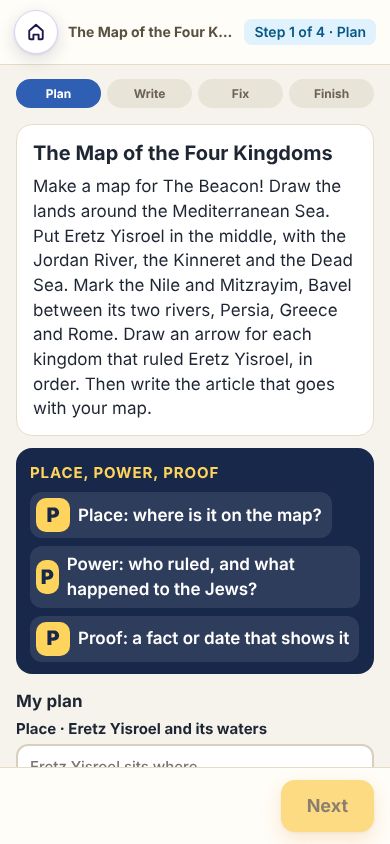 The Map of the Four K...
Step 1 of 4 · Plan
Plan
Write
Fix
Finish
The Map of the Four Kingdoms
Make a map for The Beacon! Draw the
lands around the Mediterranean Sea.
Put Eretz Yisroel in the middle, with the
Jordan River, the Kinneret and the Dead
Sea. Mark the Nile and Mitzrayim, Bavel
between its two rivers, Persia, Greece
and Rome. Draw an arrow for each
kingdom that ruled Eretz Yisroel, in
order. Then write the article that goes
with your map.
PLACE, POWER, PROOF
P
Place: where is it on the map?
P
Power: who ruled, and what
happened to the Jews?
P
Proof: a fact or date that shows it
My plan
Place · Eretz Yisroel and its waters
Eretz Yisroel sits where
Next